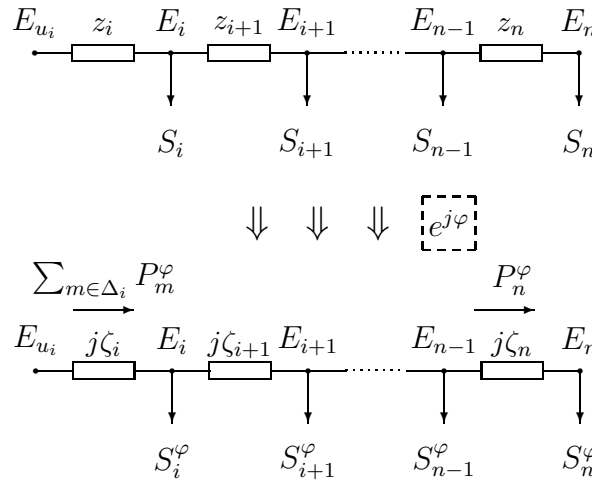 E_{u_i} z_i E_i z_{i+1} E_{i+1} E_{n-1} z_n E_n
S_i S_{i+1} S_{n-1} S_n
⇓ ⇓ ⇓ e^{jφ}
∑_{m∈Δ_i} P_m^φ P_n^φ
E_{u_i} jζ_i E_i jζ_{i+1} E_{i+1} E_{n-1} jζ_n E_n
S_i^φ S_{i+1}^φ S_{n-1}^φ S_n^φ